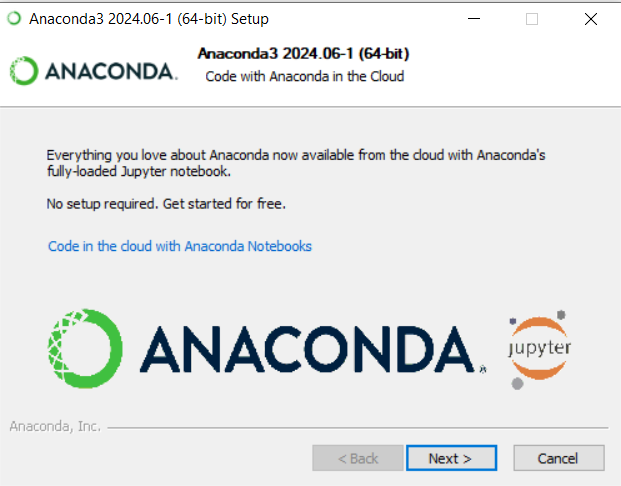 Anaconda3 2024.06-1 (64-bit) Setup
ANACONDA.
Anaconda3 2024.06-1 (64-bit)
Code with Anaconda in the Cloud
Everything you love about Anaconda now available from the cloud with Anaconda's
fully-loaded Jupyter notebook.
No setup required. Get started for free.
Code in the cloud with Anaconda Notebooks
ANACONDA.
jupyter
Anaconda, Inc.
< Back
Next >
Cancel